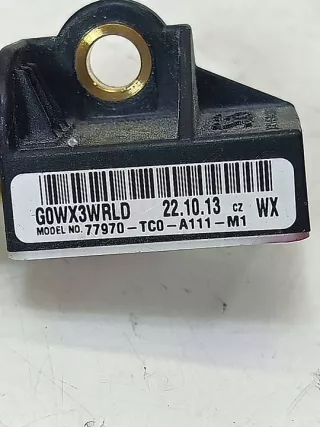 G0WX3WRLD 22.10.13 CZ WX
MODEL NO. 77970-TC0-A111-M1